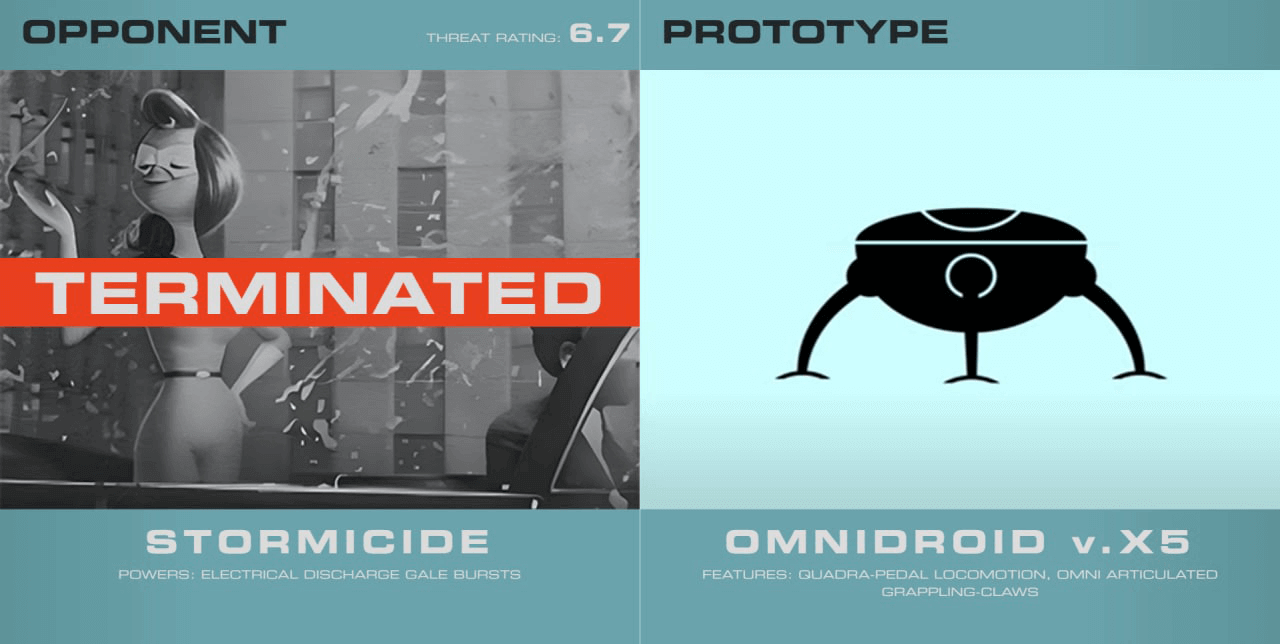 OPPONENT
THREAT RATING: 6.7
TERMINATED
STORMICIDE
POWERS: ELECTRICAL DISCHARGE GALE BURSTS
PROTOTYPE
OMNIDROID v.X5
FEATURES: QUADRA-PEDAL LOCOMOTION, OMNI ARTICULATED
GRAPPLING-CLAWS